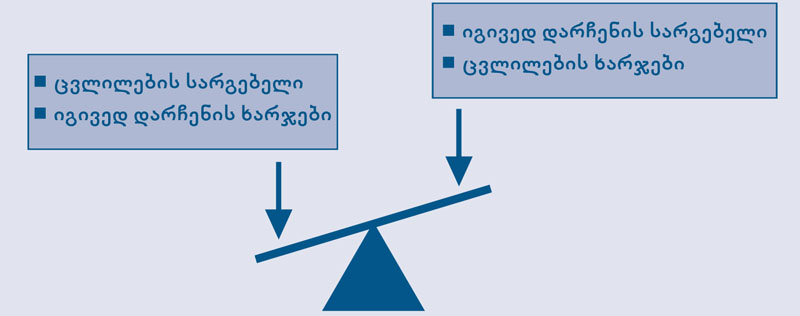 ■ ცვლილების სარგებელი
■ იგივედ დარჩენის ხარჯები
■ იგივედ დარჩენის სარგებელი
■ ცვლილების ხარჯები